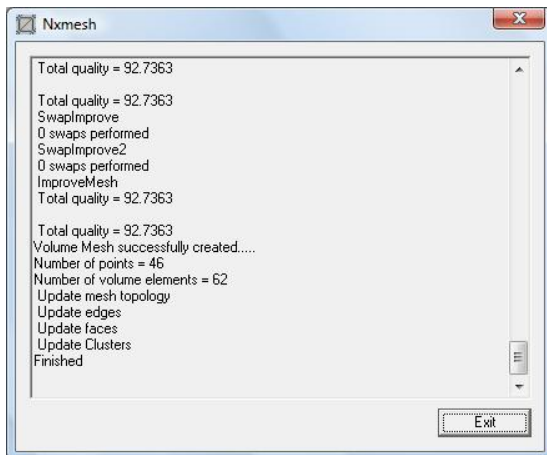 Nxmesh
Total quality = 92.7363
Total quality = 92.7363
SwapImprove
0 swaps performed
SwapImprove2
0 swaps performed
ImproveMesh
Total quality = 92.7363
Total quality = 92.7363
Volume Mesh successfully created.....
Number of points = 46
Number of volume elements = 62
Update mesh topology
Update edges
Update faces
Update Clusters
Finished
Exit